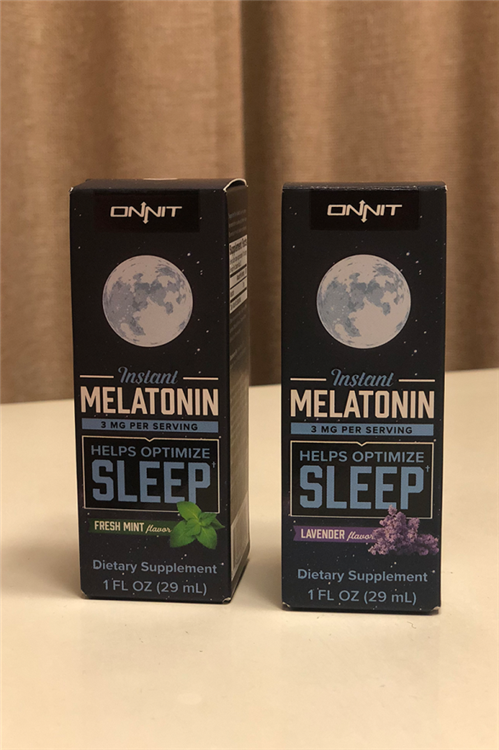 ONNIT
Instant
MELATONIN
3 MG PER SERVING
HELPS OPTIMIZE
SLEEP†
FRESH MINT flavor
Dietary Supplement
1 FL OZ (29 mL)
ONNIT
Instant
MELATONIN
3 MG PER SERVING
HELPS OPTIMIZE
SLEEP†
LAVENDER flavor
Dietary Supplement
1 FL OZ (29 mL)